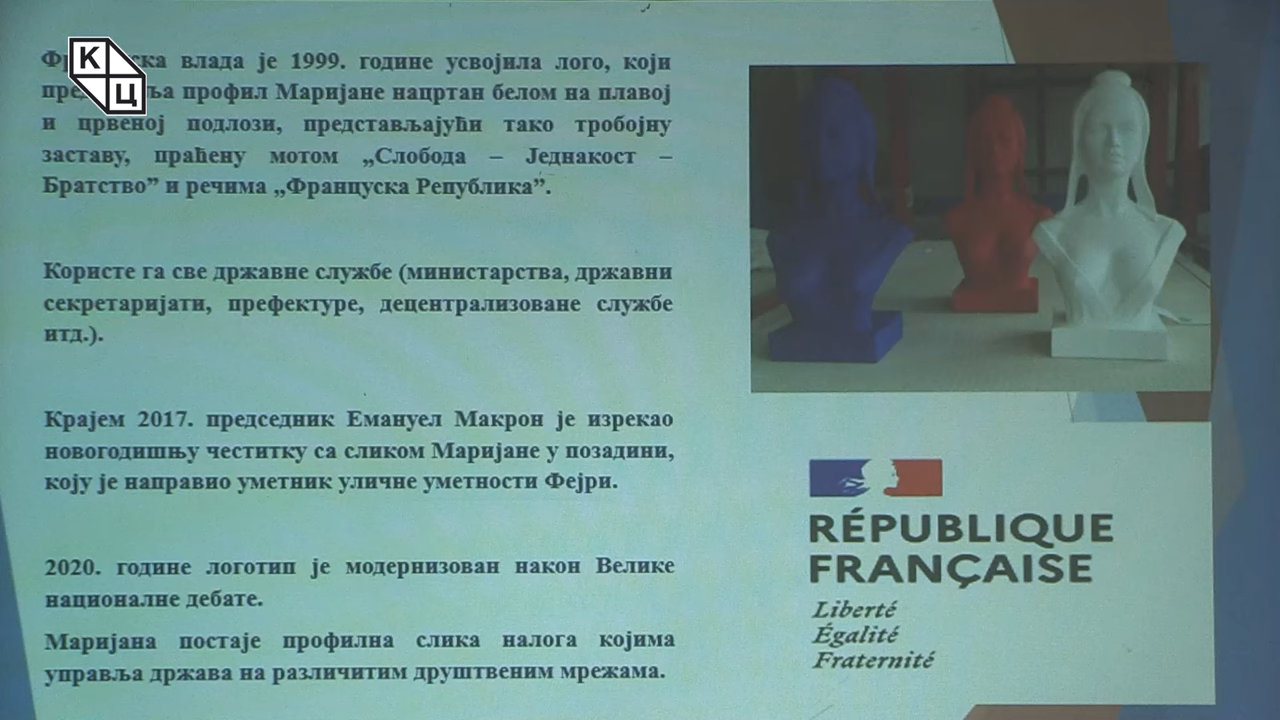 ска влада је 1999. године усвојила лого, који
профил Маријане нацртан белом на плавој
и црвеној подлози, представљајући тако тробојну
заставу, праћену мотом „Слобода – Једнакост –
Братство” и речима „Француска Република”.
Користе га све државне службе (министарства, државни
секретаријати, префектуре, децентрализоване службе
итд.).
Крајем 2017. председник Емануел Макрон је изрекао
новогодишњу честитку са сликом Маријане у позадини,
коју је направио уметник уличне уметности Фејри.
2020. године логотип је модернизован након Велике
националне дебате.
Маријана постаје профилна слика налога којима
управља држава на различитим друштвеним мрежама.
К
Ц
RÉPUBLIQUE
FRANÇAISE
Liberté
Égalité
Fraternité